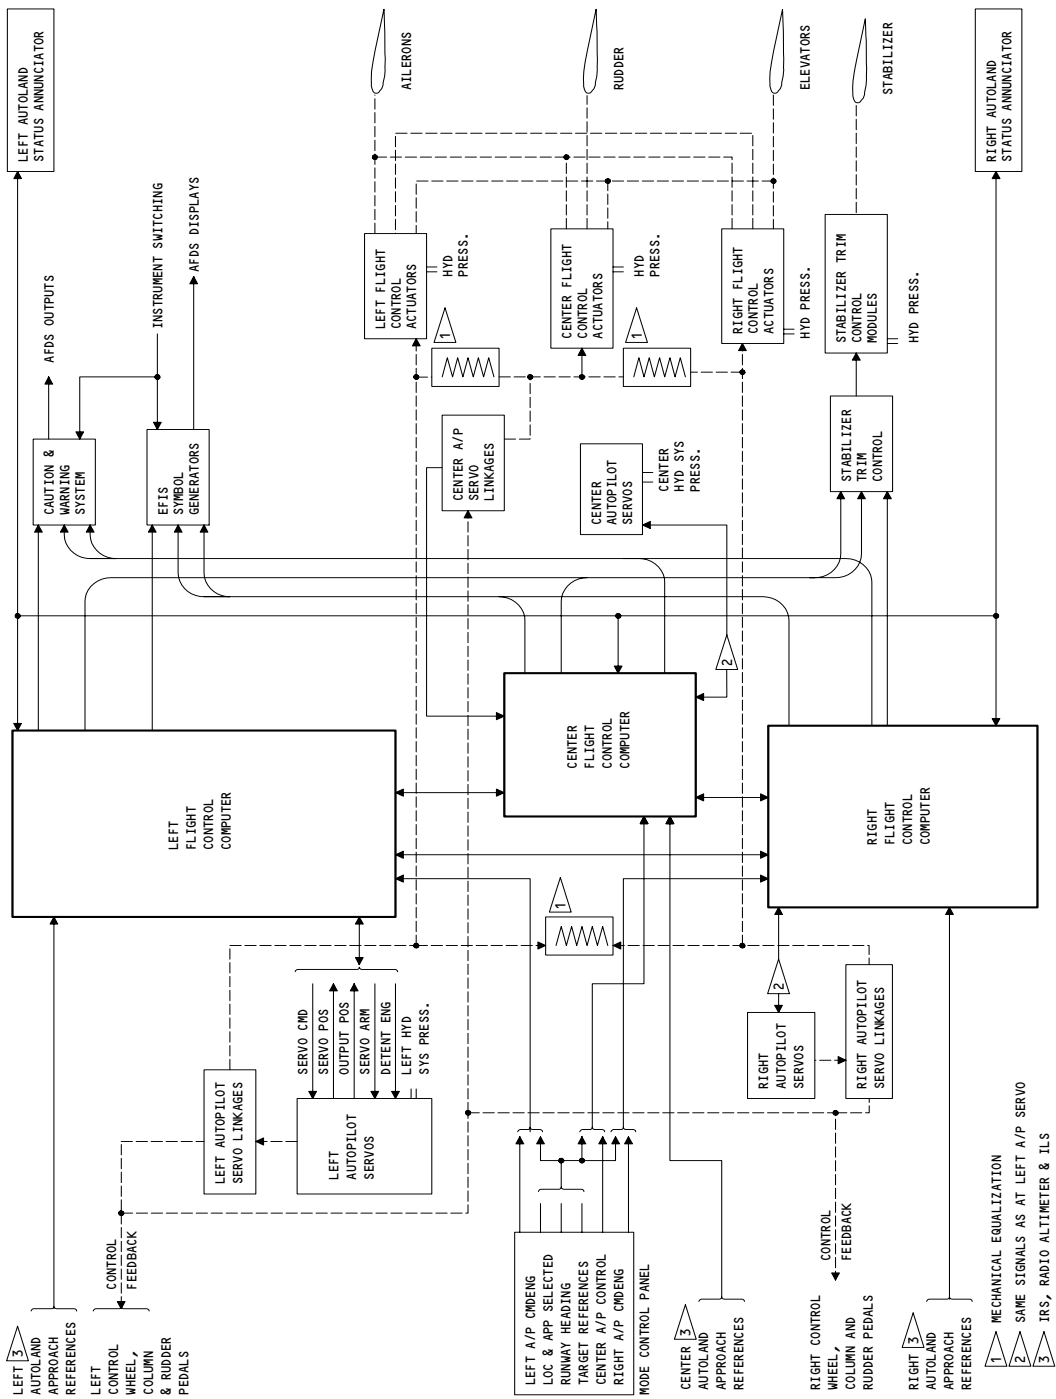 LEFT 3
AUTOLAND
APPROACH
REFERENCES
LEFT
CONTROL
WHEEL,
COLUMN
& RUDDER
PEDALS
CONTROL
FEEDBACK
LEFT AUTOPILOT
SERVO LINKAGES
LEFT
AUTOPILOT
SERVOS
SERVO CMD
SERVO POS
OUTPUT POS
SERVO ARM
DETENT ENG
LEFT HYD
SYS PRESS.
LEFT A/P CMDENG
LOC & APP SELECTED
RUNWAY HEADING
TARGET REFERENCES
CENTER A/P CONTROL
RIGHT A/P CMDENG
MODE CONTROL PANEL
CENTER 3
AUTOLAND
APPROACH
REFERENCES
RIGHT CONTROL
WHEEL,
COLUMN AND
RUDDER PEDALS
CONTROL
FEEDBACK
RIGHT 3
AUTOLAND
APPROACH
REFERENCES
RIGHT
AUTOPILOT
SERVOS
RIGHT AUTOPILOT
SERVO LINKAGES
2
1
LEFT
FLIGHT
CONTROL
COMPUTER
CENTER
FLIGHT
CONTROL
COMPUTER
RIGHT
FLIGHT
CONTROL
COMPUTER
2
CAUTION &
WARNING
SYSTEM
EFIS
SYMBOL
GENERATORS
CENTER A/P
SERVO
LINKAGES
CENTER
AUTOPILOT
SERVOS
CENTER
HYD SYS
PRESS.
STABILIZER
TRIM
CONTROL
AFDS OUTPUTS
INSTRUMENT SWITCHING
AFDS DISPLAYS
1
1
LEFT FLIGHT
CONTROL
ACTUATORS
HYD
PRESS.
CENTER FLIGHT
CONTROL
ACTUATORS
HYD
PRESS.
RIGHT FLIGHT
CONTROL
ACTUATORS
HYD PRESS.
STABILIZER TRIM
CONTROL
MODULES
HYD PRESS.
LEFT AUTOLAND
STATUS ANNUNCIATOR
AILERONS
RUDDER
ELEVATORS
STABILIZER
RIGHT AUTOLAND
STATUS ANNUNCIATOR
1 MECHANICAL EQUALIZATION
2 SAME SIGNALS AS AT LEFT A/P SERVO
3 IRS, RADIO ALTIMETER & ILS